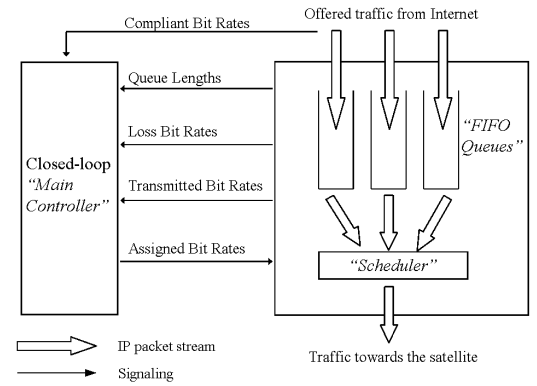 Compliant Bit Rates
Offered traffic from Internet
Queue Lengths
Loss Bit Rates
Transmitted Bit Rates
Assigned Bit Rates
Closed-loop
“Main
Controller”
“FIFO
Queues”
“Scheduler”
IP packet stream
Signaling
Traffic towards the satellite